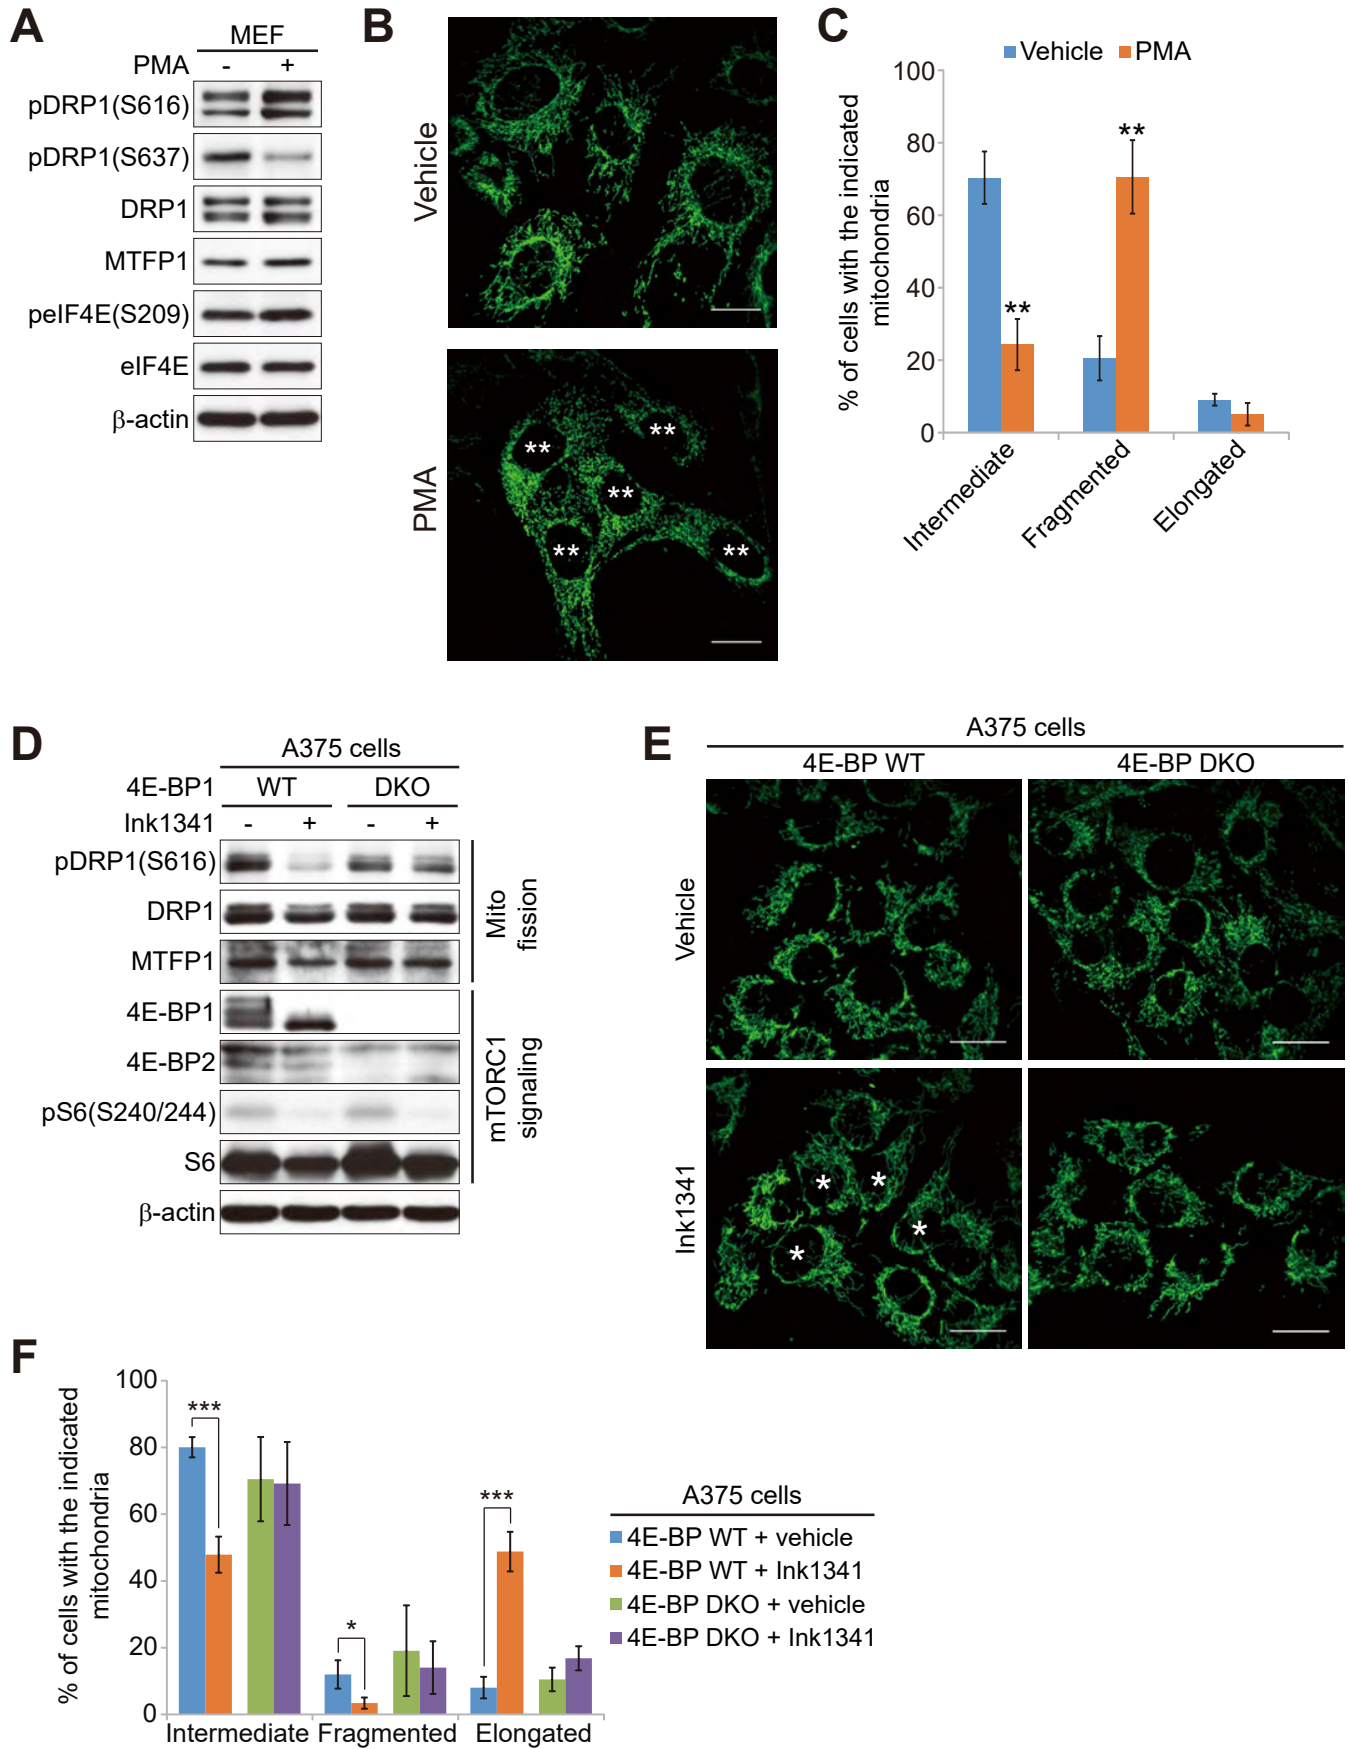 A
MEF
PMA - +
pDRP1(S616)
pDRP1(S637)
DRP1
MTFP1
peIF4E(S209)
eIF4E
β-actin
B
Vehicle
PMA
** ** ** ** **
C
Vehicle PMA
% of cells with the indicated
mitochondria
100
80
60
40
20
0
**
**
Intermediate
Fragmented
Elongated
D
A375 cells
4E-BP1 WT DKO
Ink1341 - + - +
pDRP1(S616)
DRP1
MTFP1
4E-BP1
4E-BP2
pS6(S240/244)
S6
β-actin
Mito
fission
mTORC1
signaling
E
A375 cells
4E-BP WT 4E-BP DKO
Vehicle
Ink1341
* * * *
F
% of cells with the indicated
mitochondria
100
80
60
40
20
0
***
*
***
Intermediate Fragmented Elongated
A375 cells
4E-BP WT + vehicle
4E-BP WT + Ink1341
4E-BP DKO + vehicle
4E-BP DKO + Ink1341